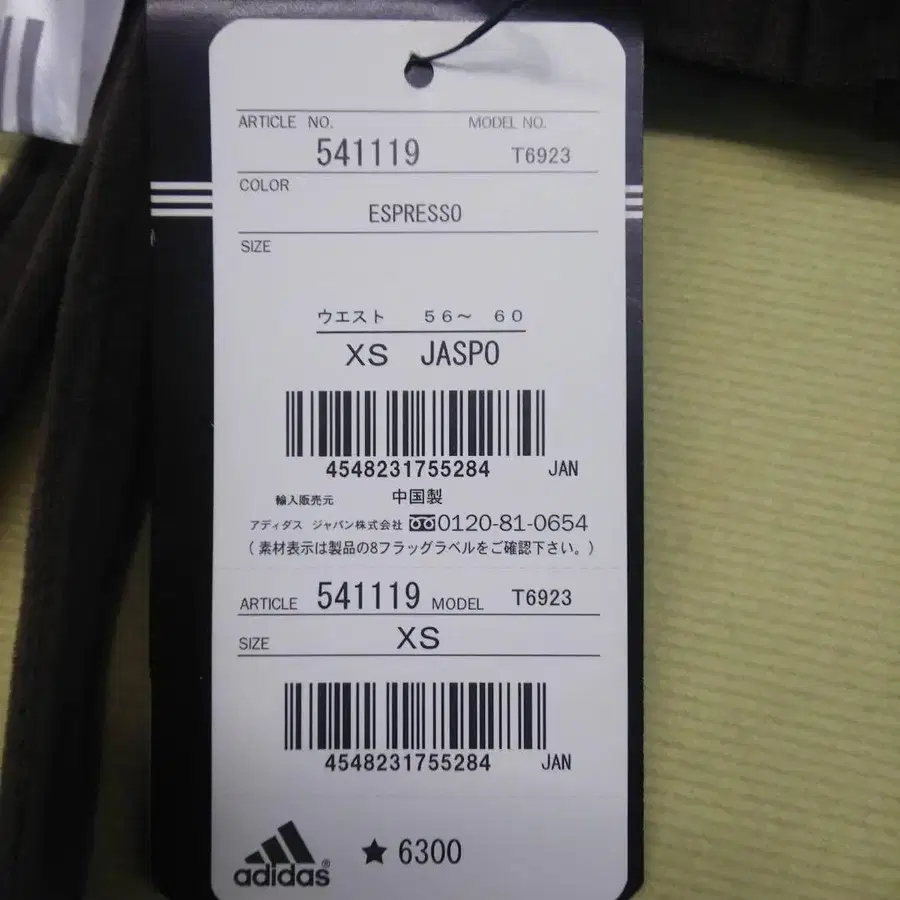 ARTICLE NO. MODEL NO.
541119 T6923
COLOR
ESPRESSO
SIZE
ウエスト 56～ 60
XS JASPO
4548231755284 JAN
輸入販売元 中国製
アディダス ジャパン株式会社 0120-81-0654
(素材表示は製品の8フラッグラベルをご確認下さい。)
ARTICLE 541119 MODEL T6923
SIZE XS
4548231755284 JAN
adidas® ★ 6300